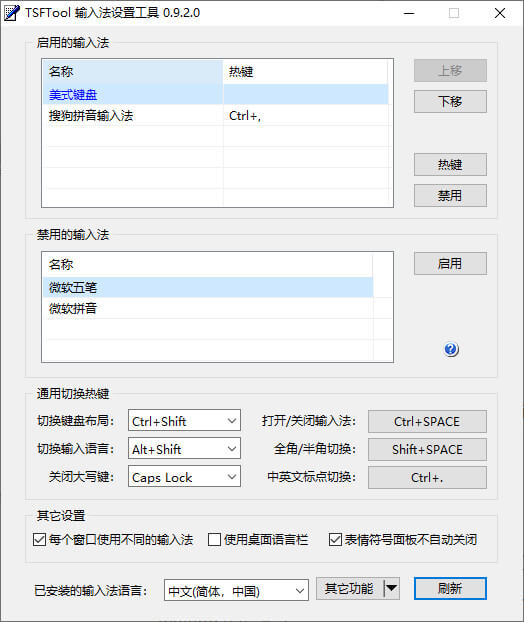 TSFTool 输入法设置工具 0.9.2.0
启用的输入法
名称 热键
上移
美式键盘
下移
搜狗拼音输入法 Ctrl+,
热键
禁用
禁用的输入法
名称
启用
微软五笔
微软拼音
通用切换热键
切换键盘布局: Ctrl+Shift 打开/关闭输入法: Ctrl+SPACE
切换输入语言: Alt+Shift 全角/半角切换: Shift+SPACE
关闭大写键: Caps Lock 中英文标点切换: Ctrl+.
其它设置
每个窗口使用不同的输入法 使用桌面语言栏 表情符号面板不自动关闭
已安装的输入法语言: 中文(简体，中国) 其它功能 刷新